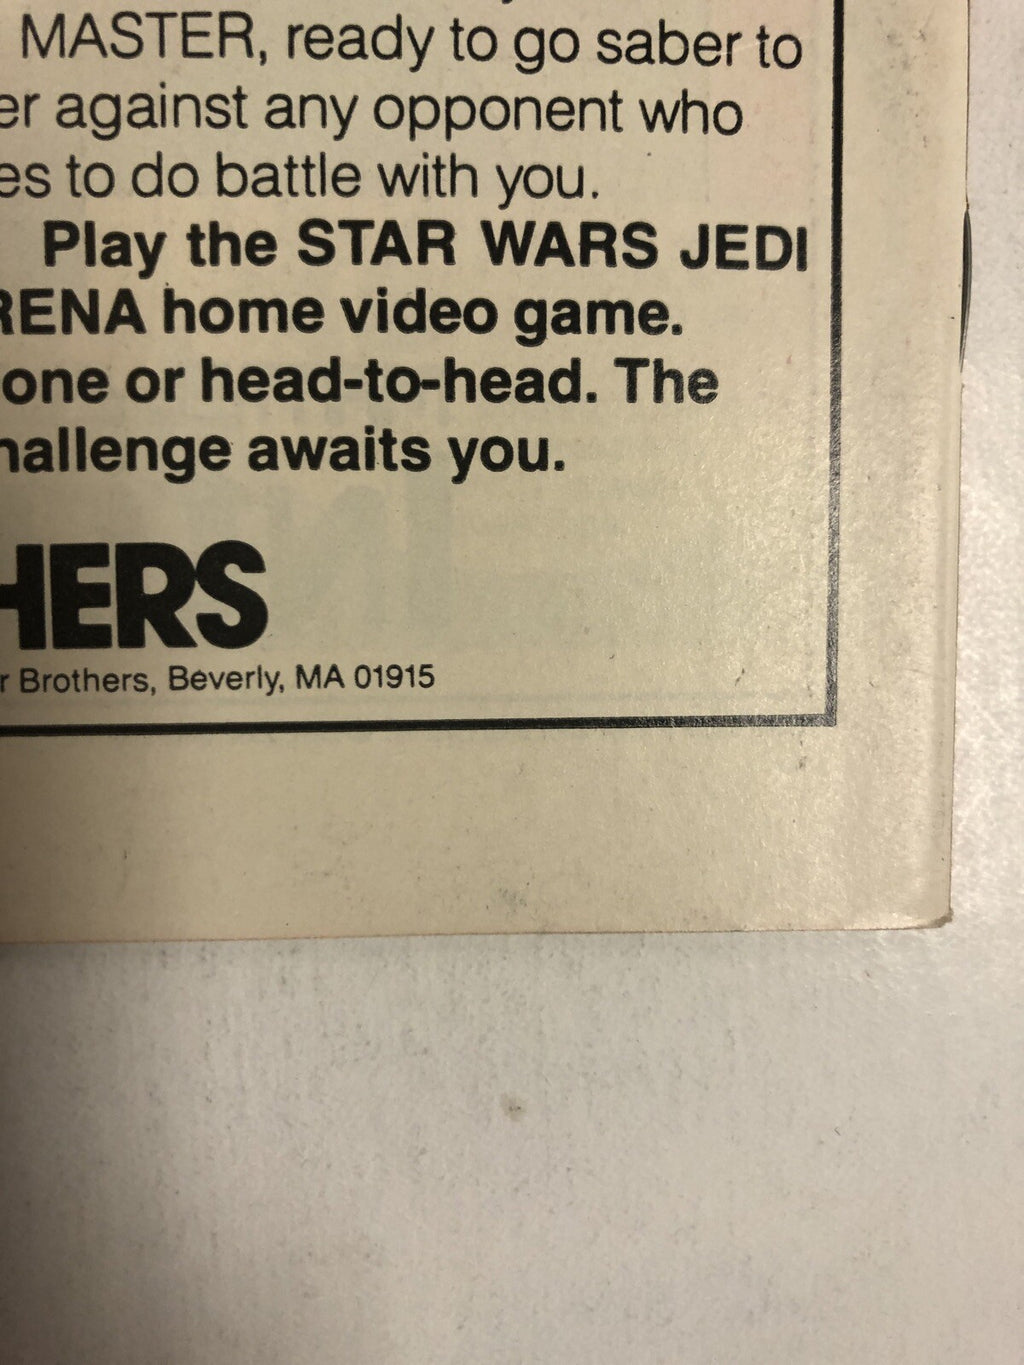 MASTER, ready to go saber to
er against any opponent who
es to do battle with you.
Play the STAR WARS JEDI
RENA home video game.
one or head-to-head. The
hallenge awaits you.
HERS
r Brothers, Beverly, MA 01915